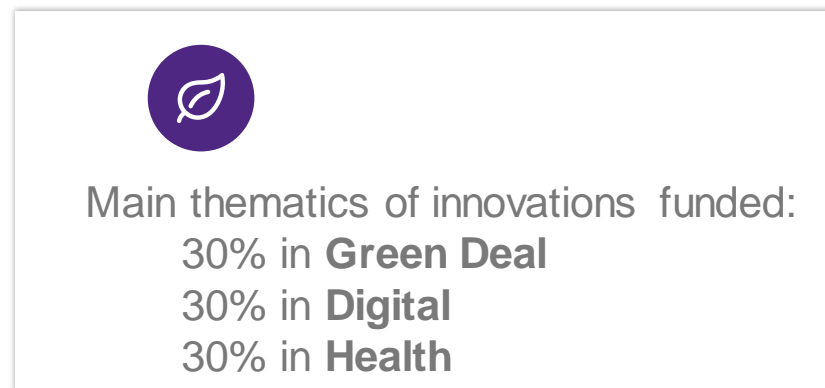 Main thematics of innovations funded:
30% in Green Deal
30% in Digital
30% in Health